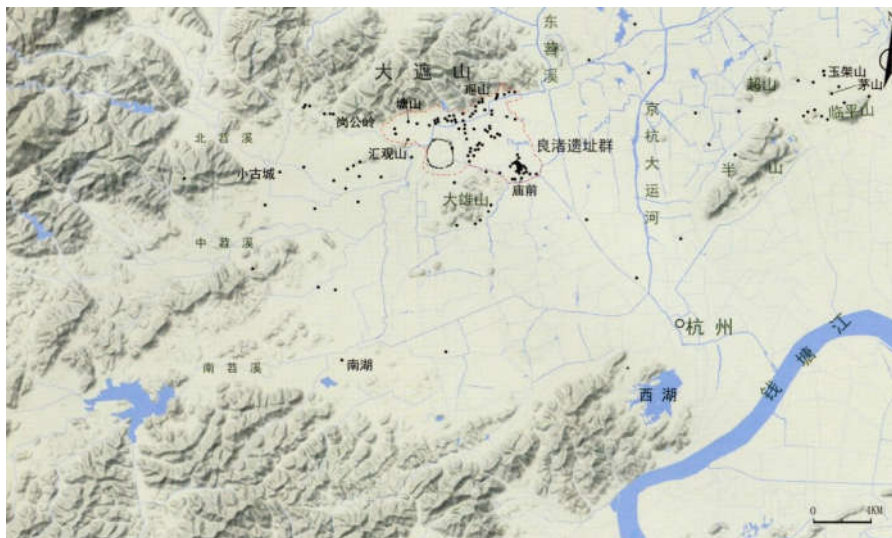 东苕溪
大遮山
瑶山
塘山
岗公岭
北苕溪
汇观山
小古城
良渚遗址群
庙前
大雄山
中苕溪
京杭大运河
超山
玉架山
茅山
临平山
半山
杭州
钱塘江
南苕溪
南湖
西湖
0 4KM